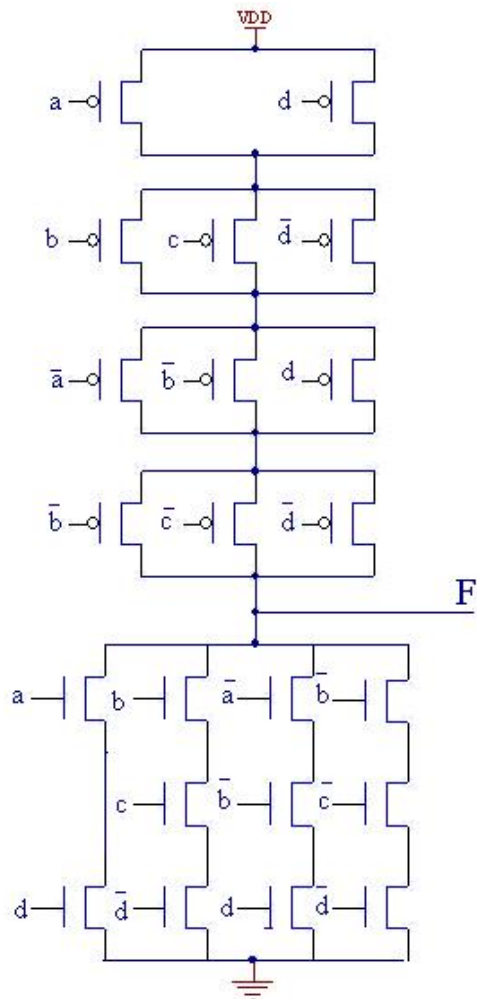 VDD
a d
b c d̅
a̅ b̅ d
b̅ c̅ d̅
F
a b a̅ b̅
c b̅ c̅
d d̅ d d̅